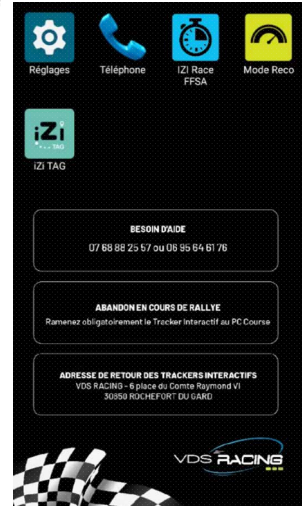 Réglages
Téléphone
IZI Race
FFSA
Mode Reco
iZi
TAG
iZi TAG
BESOIN D'AIDE
07 68 88 25 57 ou 06 95 64 61 76
ABANDON EN COURS DE RALLYE
Ramenez obligatoirement le Tracker Interactif au PC Course
ADRESSE DE RETOUR DES TRACKERS INTERACTIFS
VDS RACING - 6 place du Comte Raymond VI
30650 ROCHEFORT DU GARD
VDS RACING